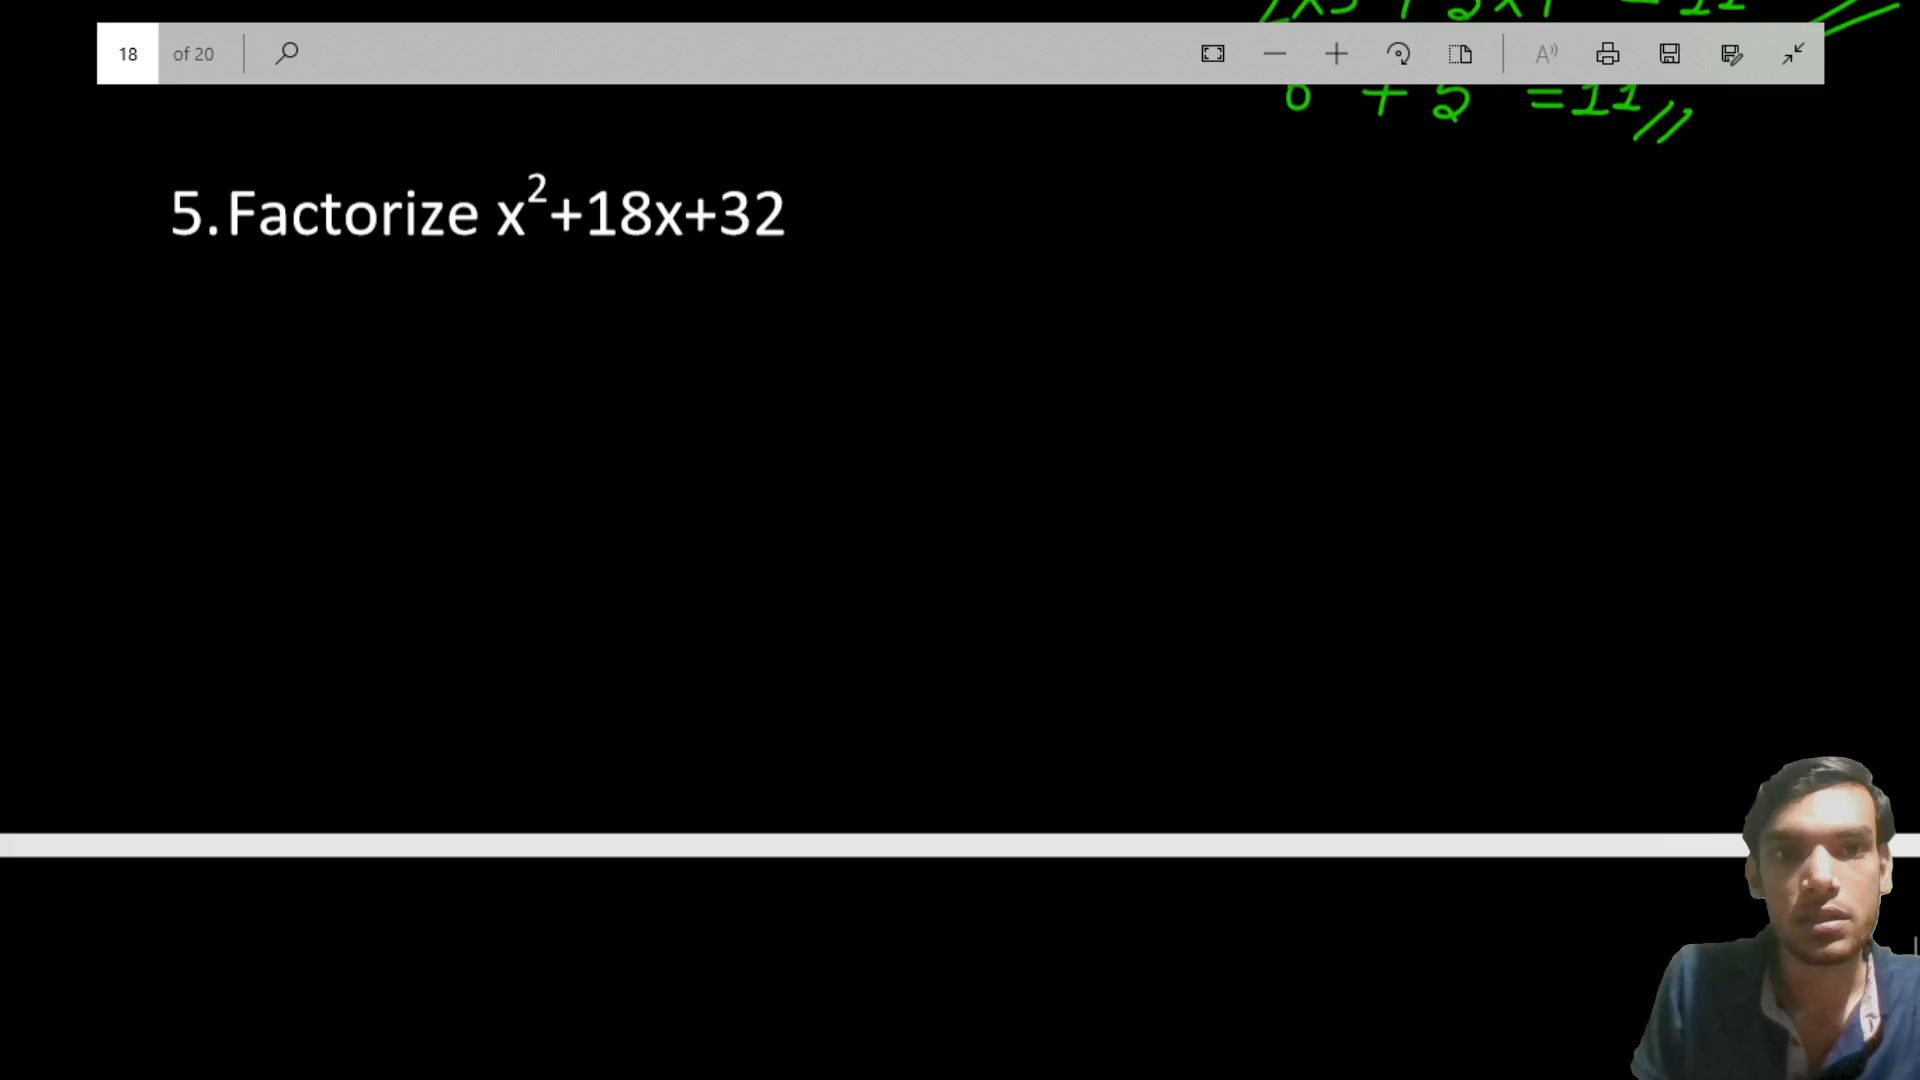 18 of 20
6 + 5 = 11
5. Factorize x²+18x+32